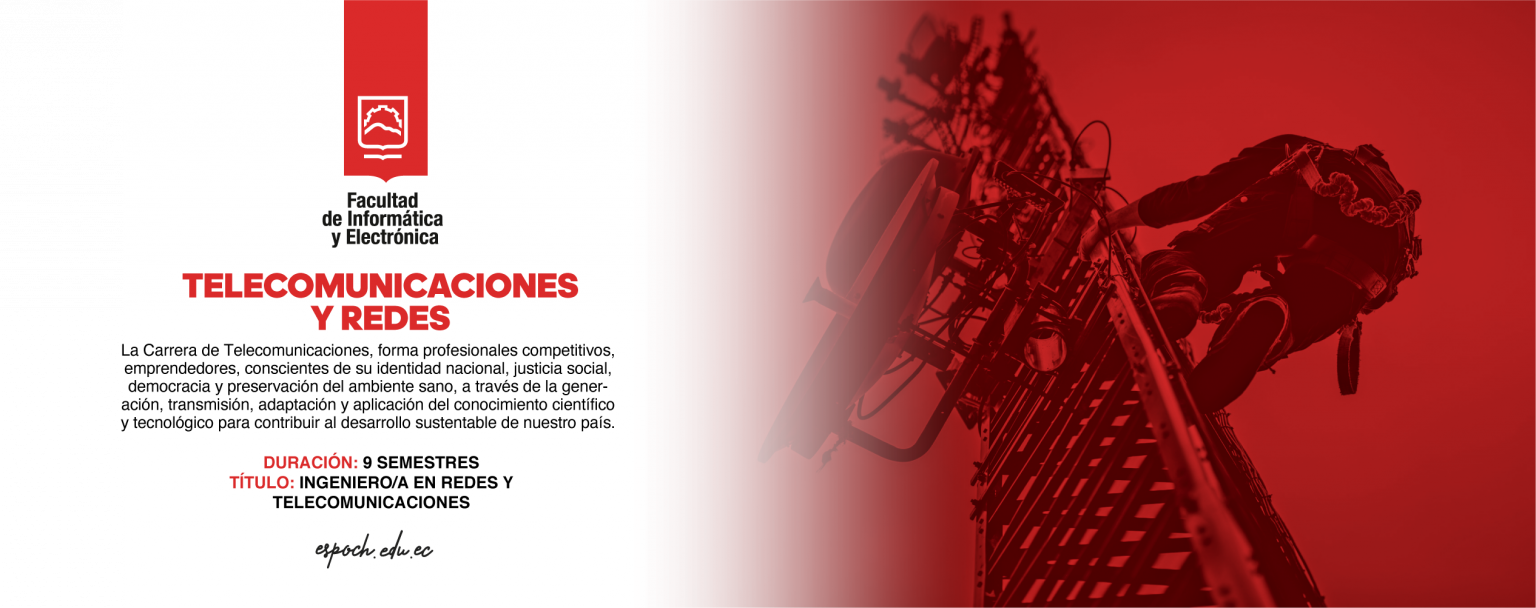 Facultad
de Informática
y Electrónica
TELECOMUNICACIONES
Y REDES
La Carrera de Telecomunicaciones, forma profesionales competitivos,
emprendedores, conscientes de su identidad nacional, justicia social,
democracia y preservación del ambiente sano, a través de la gener-
ación, transmisión, adaptación y aplicación del conocimiento científico
y tecnológico para contribuir al desarrollo sustentable de nuestro país.
DURACIÓN: 9 SEMESTRES
TÍTULO: INGENIERO/A EN REDES Y
TELECOMUNICACIONES
espoch.edu.ec